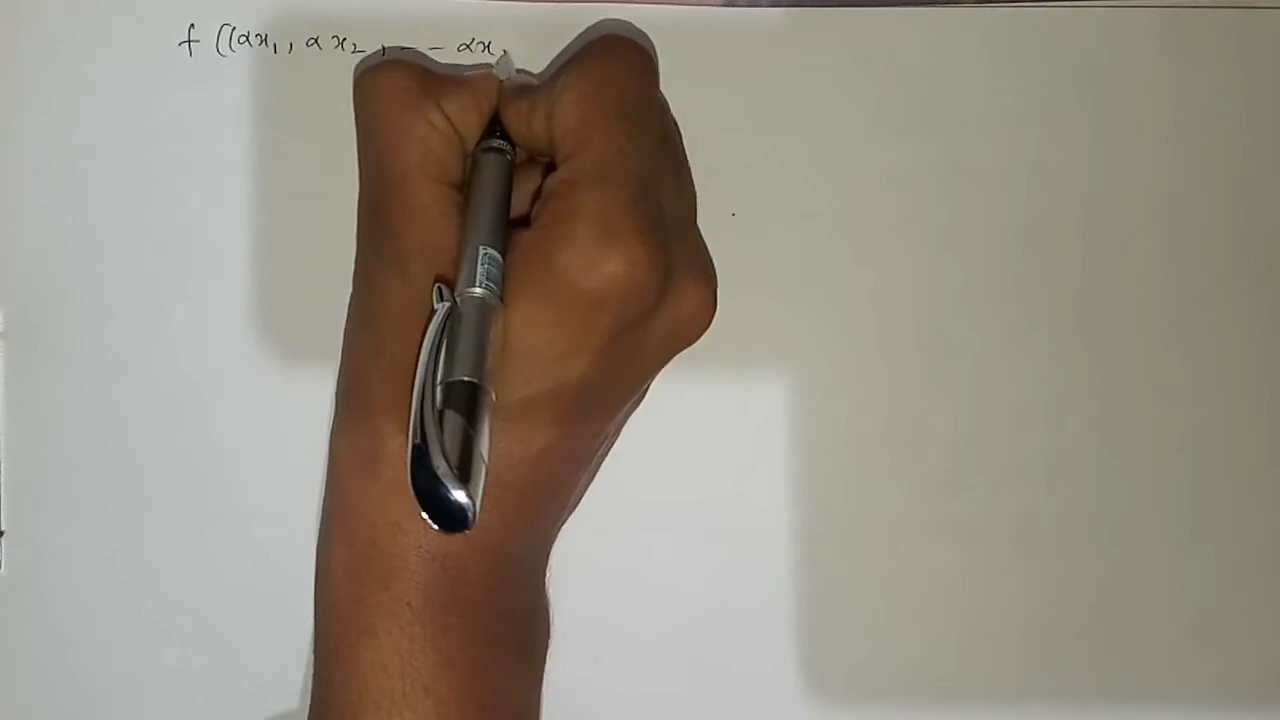 f ((αx₁, αx₂, -- αx